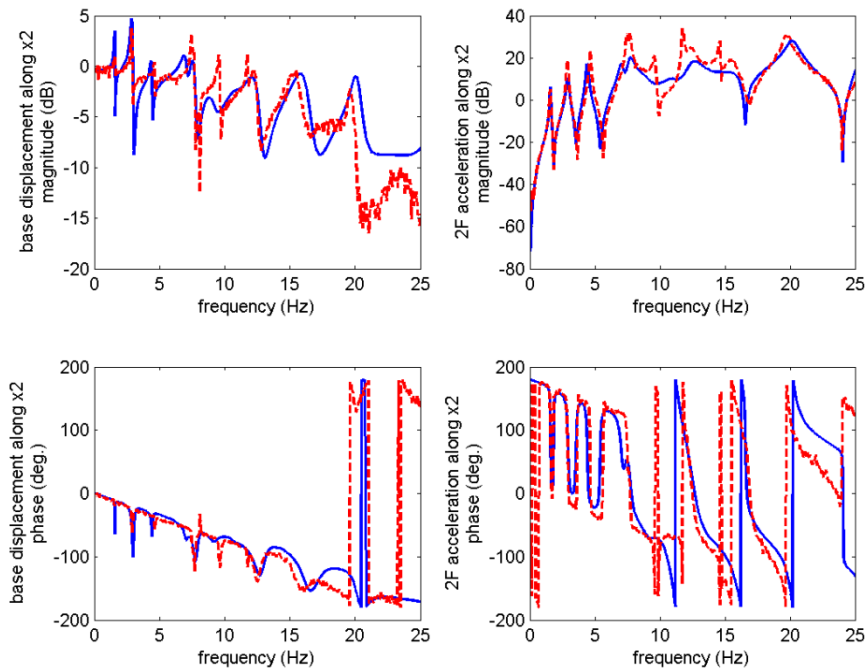 base displacement along x2
magnitude (dB)
5
0
-5
-10
-15
-20
0 5 10 15 20 25
frequency (Hz)
2F acceleration along x2
magnitude (dB)
40
20
0
-20
-40
-60
-80
0 5 10 15 20 25
frequency (Hz)
base displacement along x2
phase (deg.)
200
100
0
-100
-200
0 5 10 15 20 25
frequency (Hz)
2F acceleration along x2
phase (deg.)
200
100
0
-100
-200
0 5 10 15 20 25
frequency (Hz)